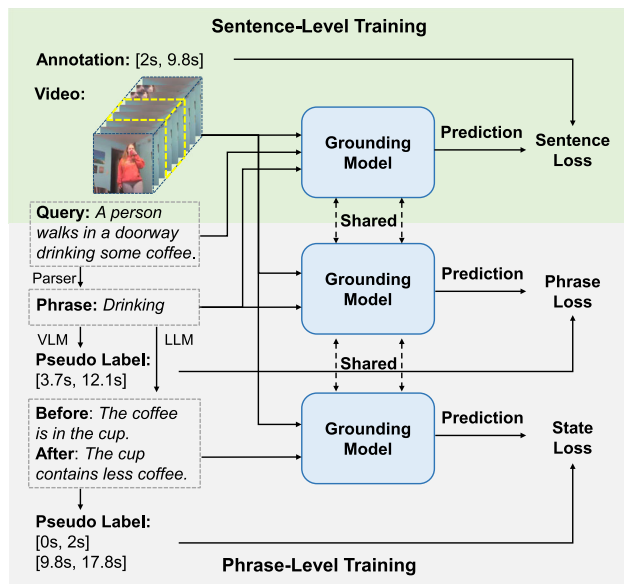 Sentence-Level Training
Annotation: [2s, 9.8s]
Video:
Grounding
Model
Prediction
Sentence
Loss
Query: A person
walks in a doorway
drinking some coffee.
Shared
Parser
Phrase: Drinking
Grounding
Model
Prediction
Phrase
Loss
VLM
LLM
Pseudo Label:
[3.7s, 12.1s]
Shared
Before: The coffee
is in the cup.
After: The cup
contains less coffee.
Grounding
Model
Prediction
State
Loss
Pseudo Label:
[0s, 2s]
[9.8s, 17.8s]
Phrase-Level Training